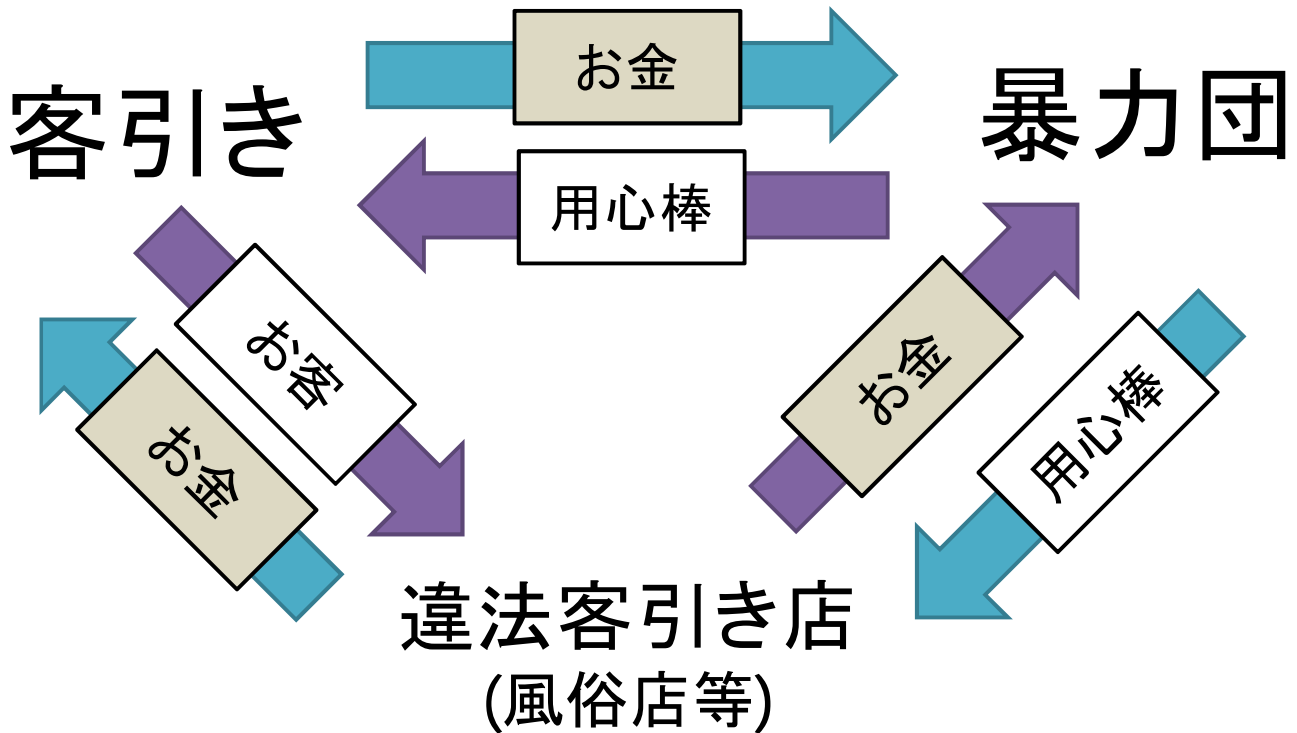 お金
客引き
暴力団
用心棒
お客
お金
お金
用心棒
違法客引き店
(風俗店等)